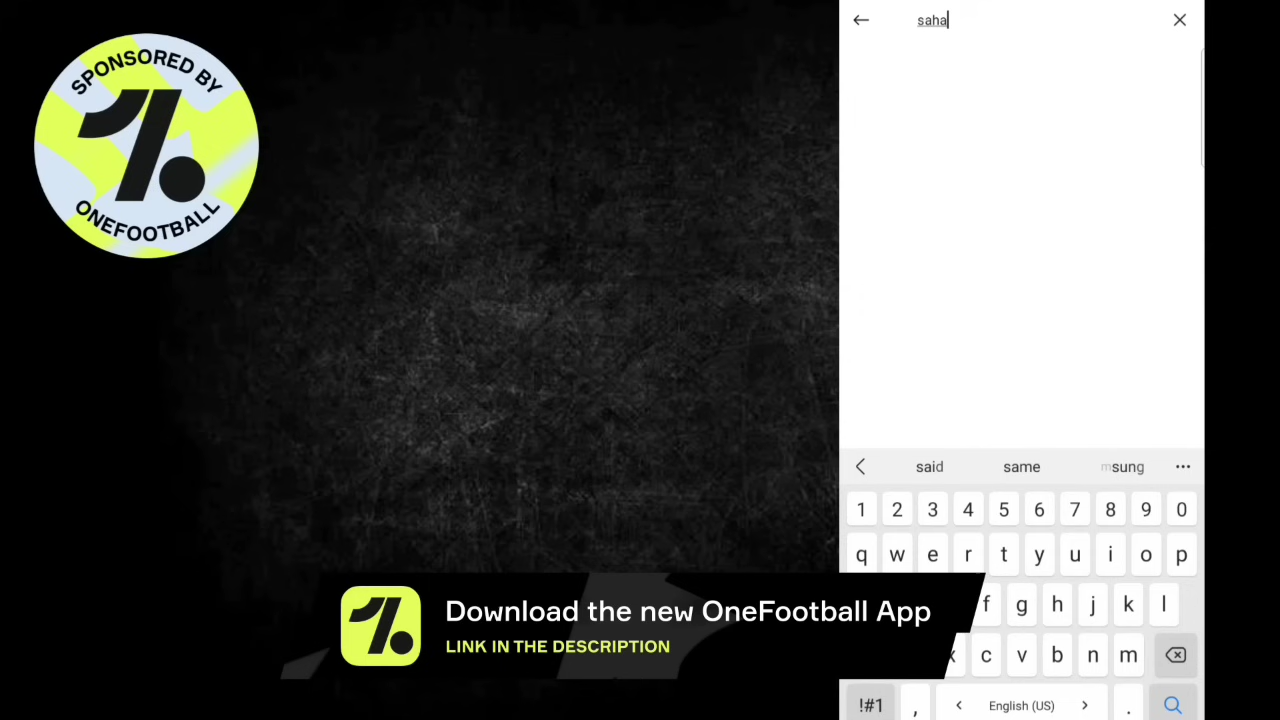 SPONSORED BY
ONEFOOTBALL
saha
said same
sung
1 2 3 4 5 6 7 8 9 0
q w e r t y u i o p
f g h j k l
c v b n m
!#1 , < English (US) > .
Download the new OneFootball App
LINK IN THE DESCRIPTION